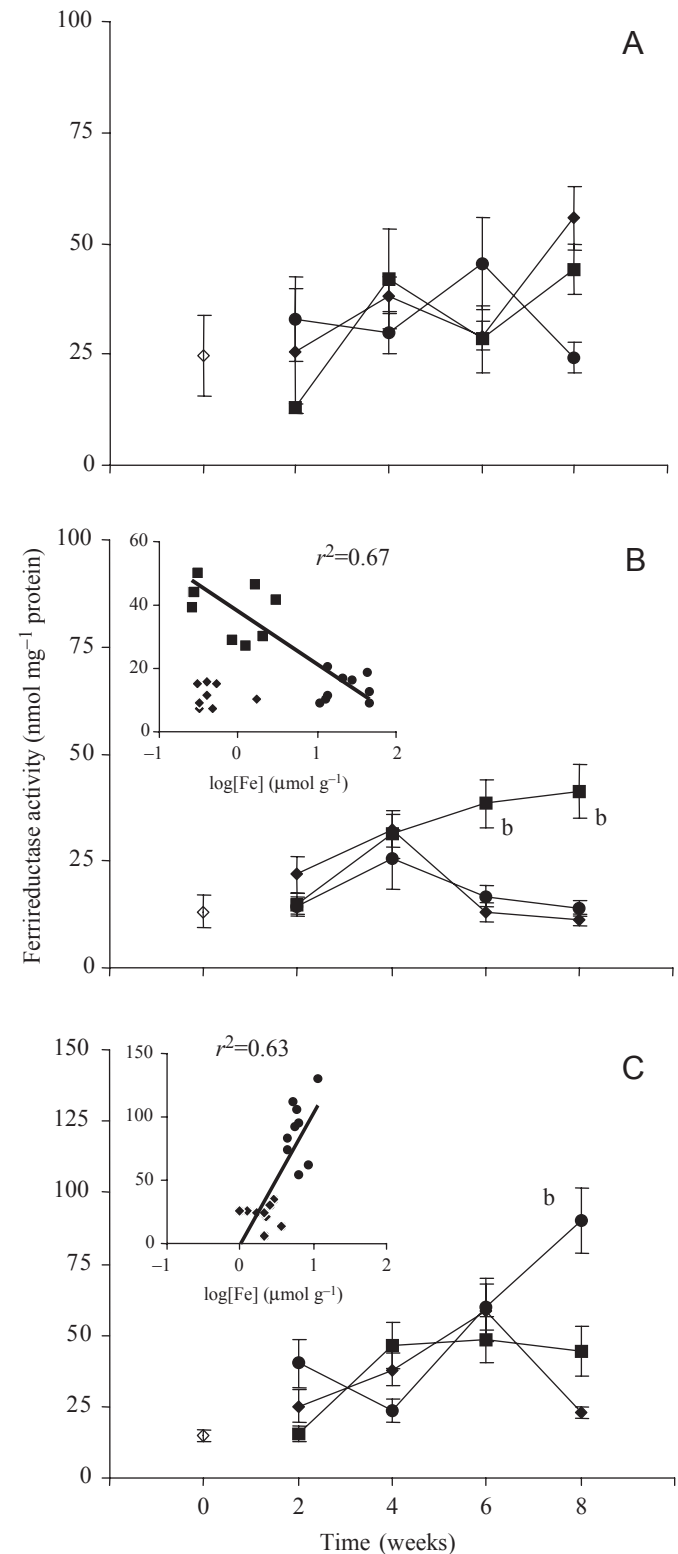 A
100
75
50
25
0
Ferrireductase activity (nmol mg⁻¹ protein)
B
100
75
50
25
0
r²=0.67
60
40
20
0
–1 0 1 2
log[Fe] (μmol g⁻¹)
b
b
C
150
125
100
75
50
25
0
r²=0.63
150
100
50
0
–1 0 1 2
log[Fe] (μmol g⁻¹)
b
0 2 4 6 8
Time (weeks)